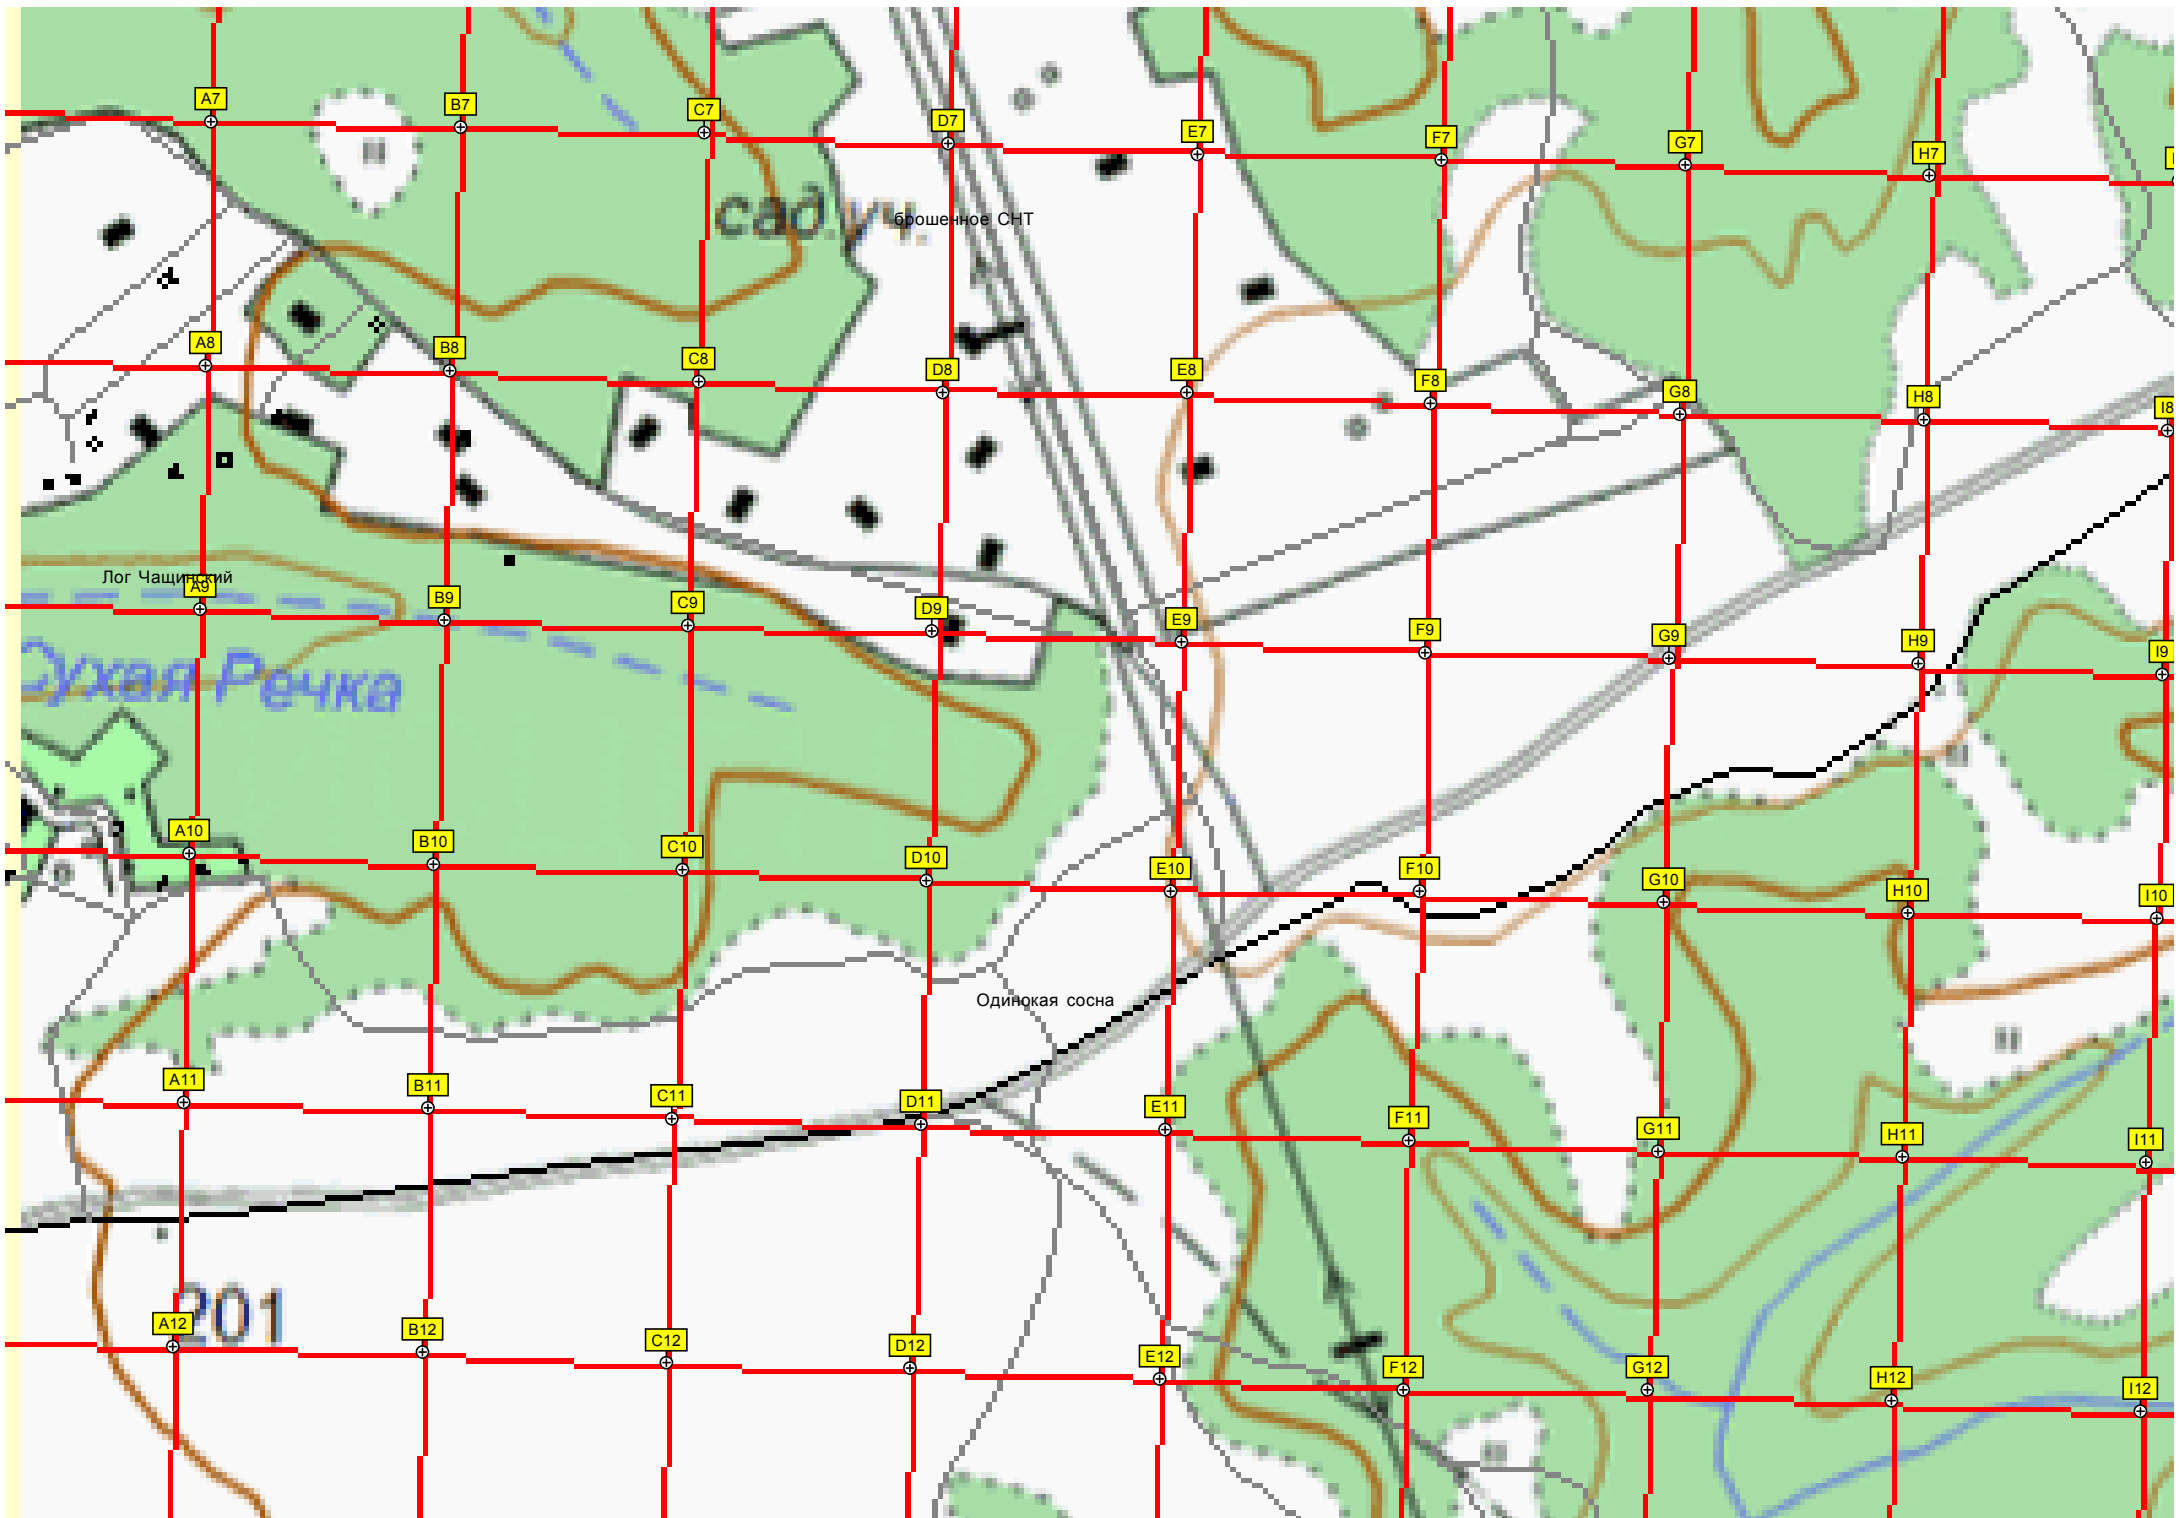 A7 B7 C7 D7 E7 F7 G7 H7
сад.уч.
брошенное СНТ
A8 B8 C8 D8 E8 F8 G8 H8 I8
Лог Чащинский
A9 B9 C9 D9 E9 F9 G9 H9 I9
Сухая Речка
A10 B10 C10 D10 E10 F10 G10 H10 I10
Одинокая сосна
A11 B11 C11 D11 E11 F11 G11 H11 I11
201
A12 B12 C12 D12 E12 F12 G12 H12 I12